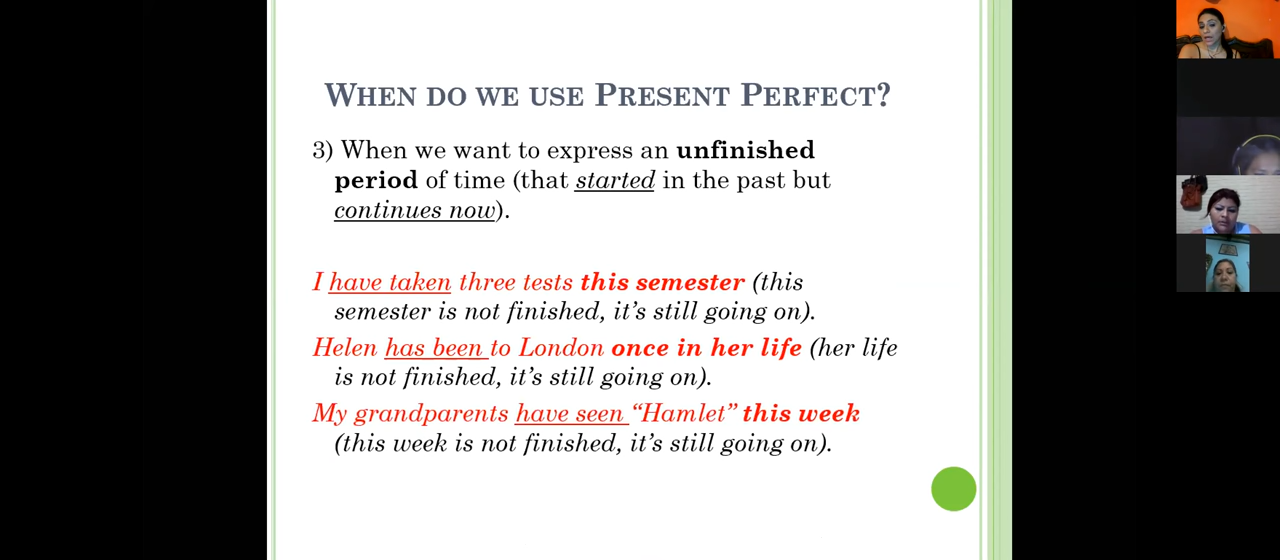 WHEN DO WE USE PRESENT PERFECT?
3) When we want to express an unfinished
period of time (that started in the past but
continues now).
I have taken three tests this semester (this
semester is not finished, it’s still going on).
Helen has been to London once in her life (her life
is not finished, it’s still going on).
My grandparents have seen “Hamlet” this week
(this week is not finished, it’s still going on).